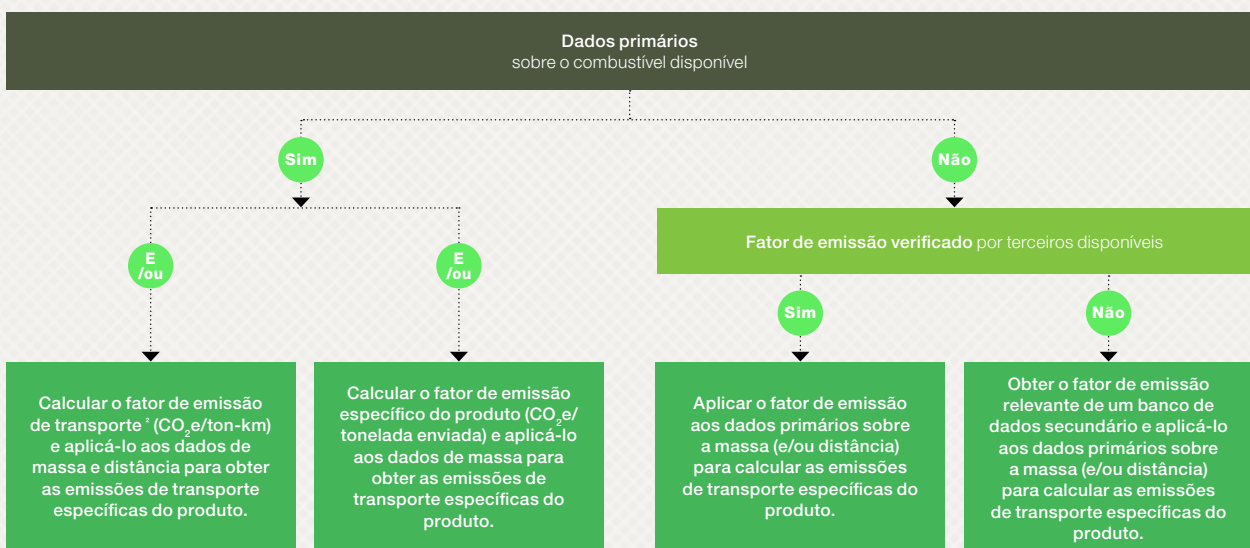 Dados primários
sobre o combustível disponível
Sim
Não
Fator de emissão verificado por terceiros disponíveis
E
/ou
E
/ou
Sim
Não
Calcular o fator de emissão
de transporte ² (CO₂e/ton-km)
e aplicá-lo aos dados de
massa e distância para obter
as emissões de transporte
específicas do produto.
Calcular o fator de emissão
específico do produto (CO₂e/
tonelada enviada) e aplicá-lo
aos dados de massa para
obter as emissões de
transporte específicas do
produto.
Aplicar o fator de emissão
aos dados primários sobre
a massa (e/ou distância)
para calcular as emissões
de transporte específicas do
produto.
Obter o fator de emissão
relevante de um banco de
dados secundário e aplicá-lo
aos dados primários sobre
a massa (e/ou distância)
para calcular as emissões
de transporte específicas do
produto.